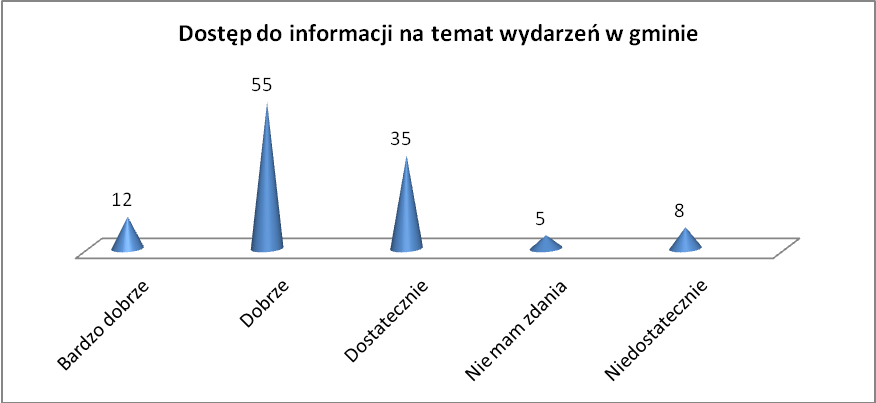 Dostęp do informacji na temat wydarzeń w gminie
55
35
12
5
8
Bardzo dobrze
Dobrze
Dostatecznie
Nie mam zdania
Niedostatecznie